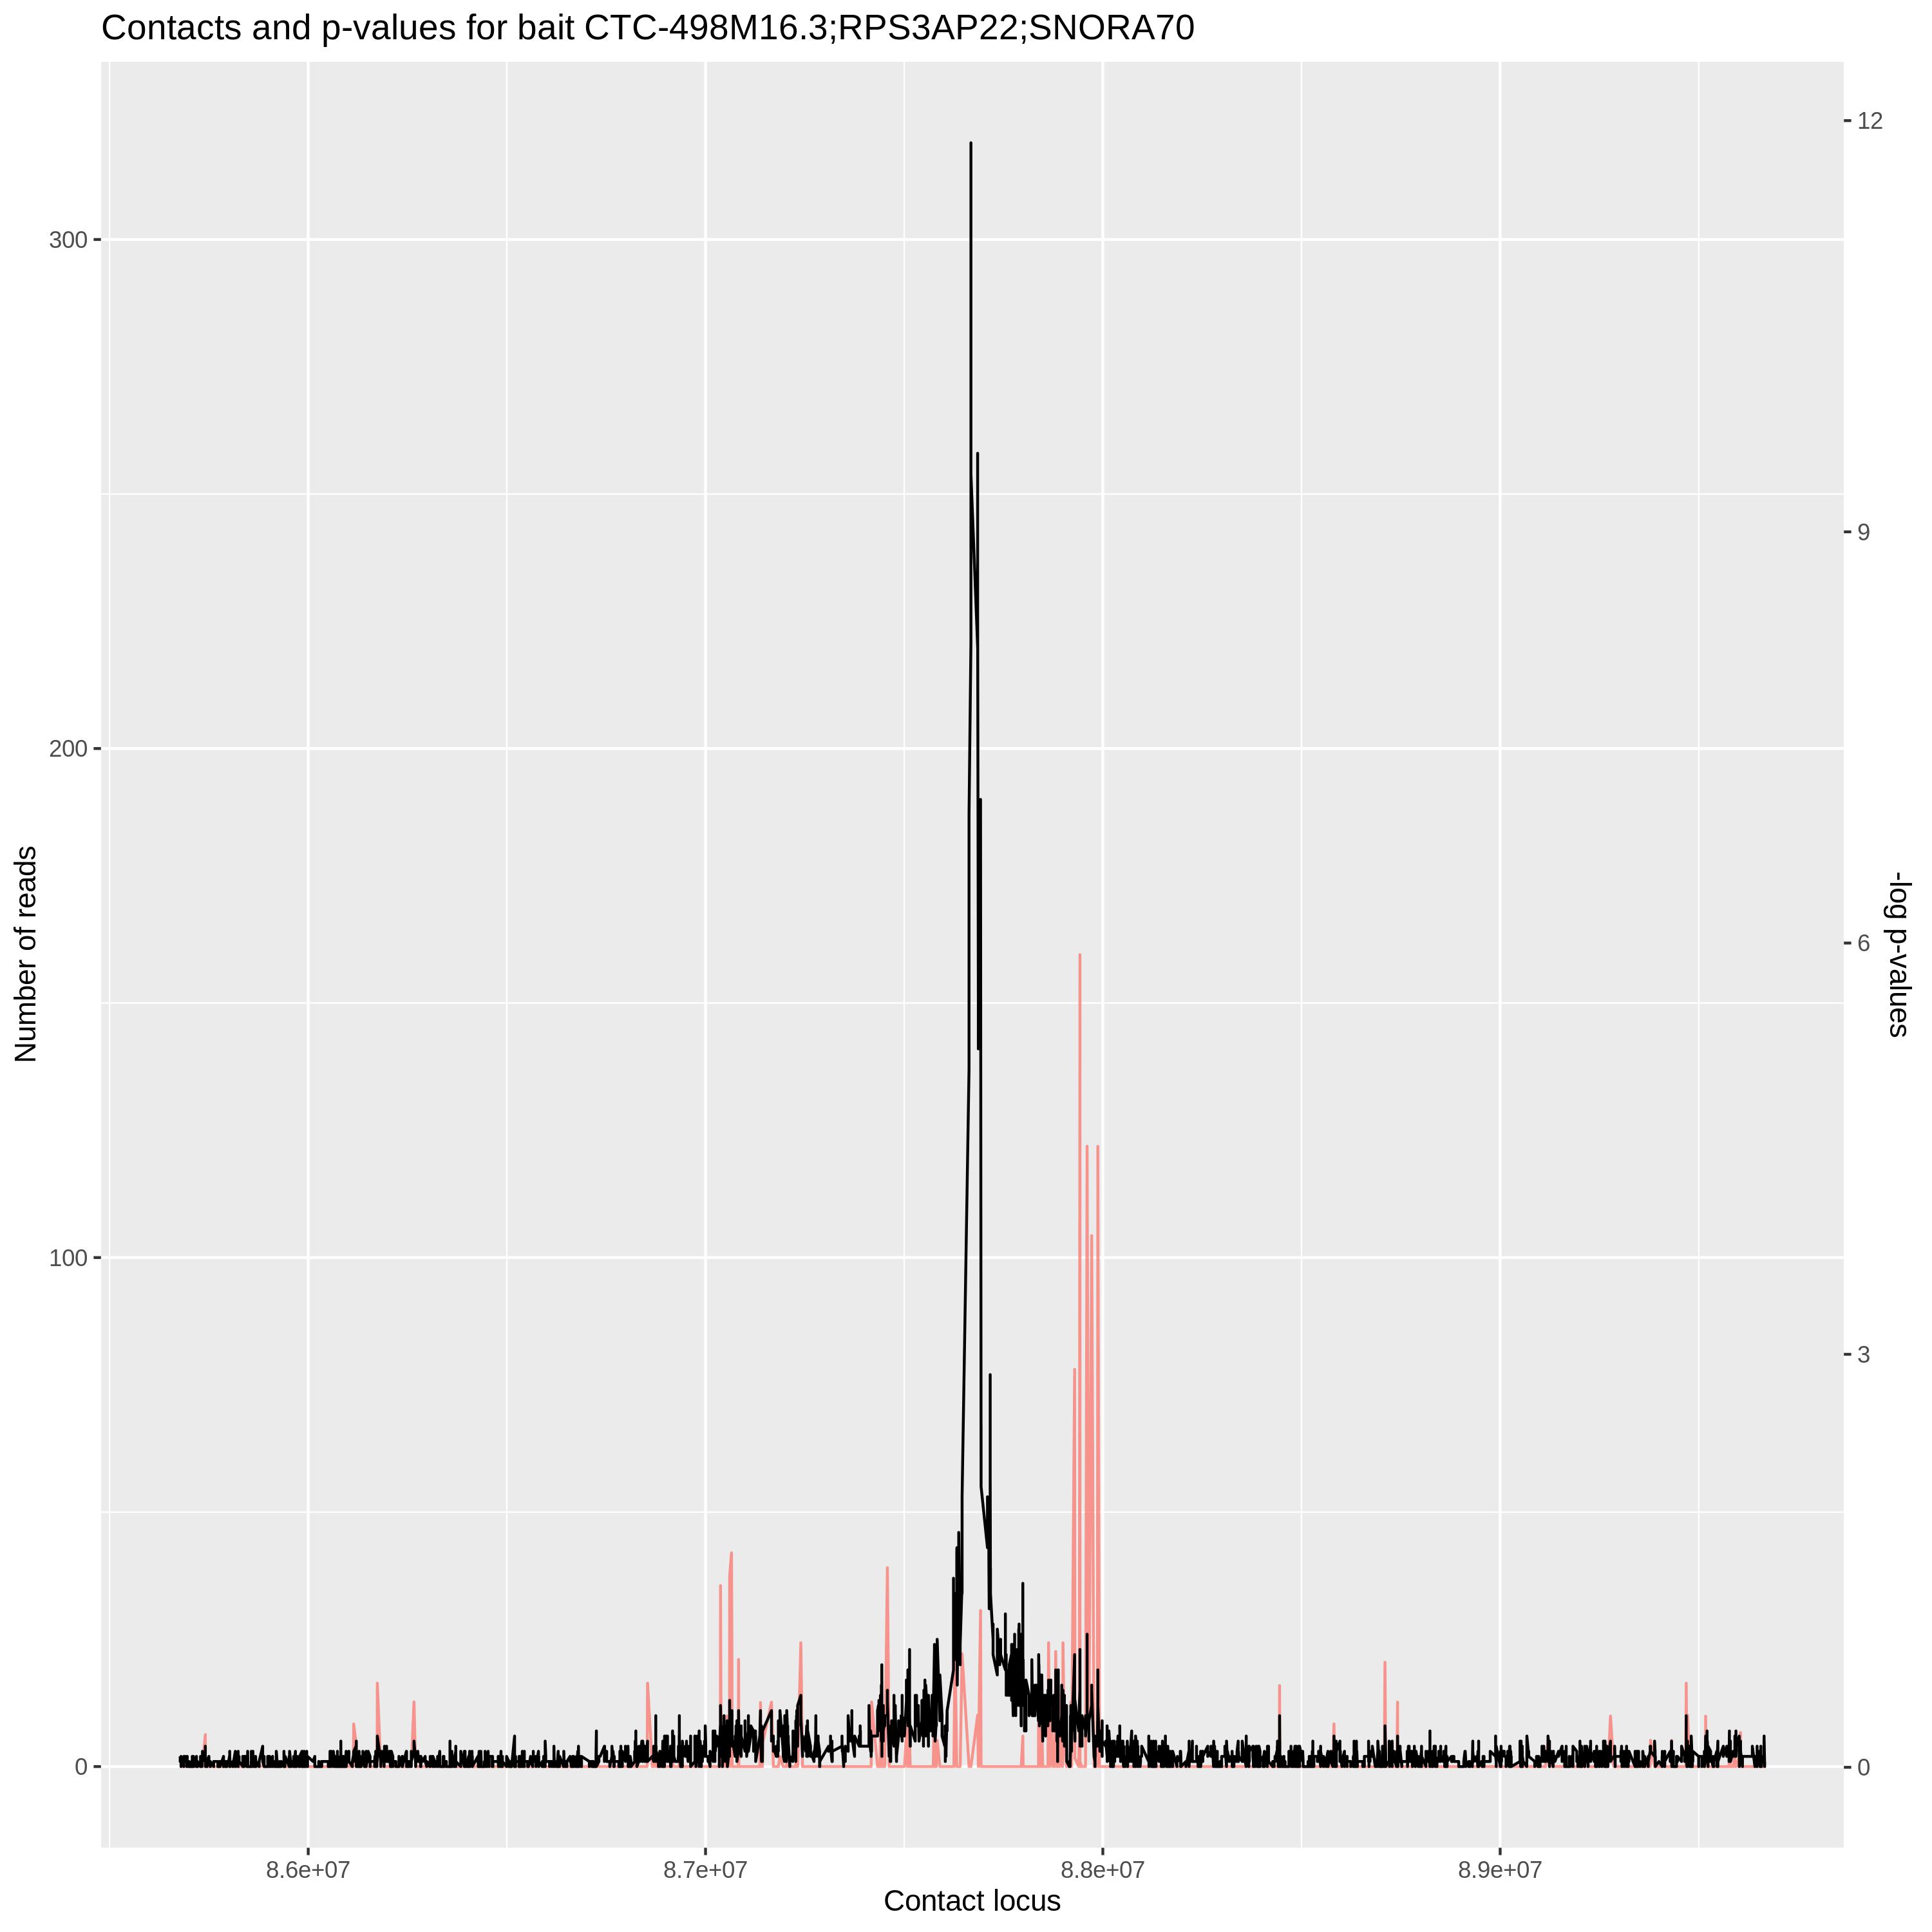 Contacts and p-values for bait CTC-498M16.3;RPS3AP22;SNORA70
300
200
100
0
Number of reads
12
9
6
3
0
-log p-values
8.6e+07
8.7e+07
8.8e+07
8.9e+07
Contact locus